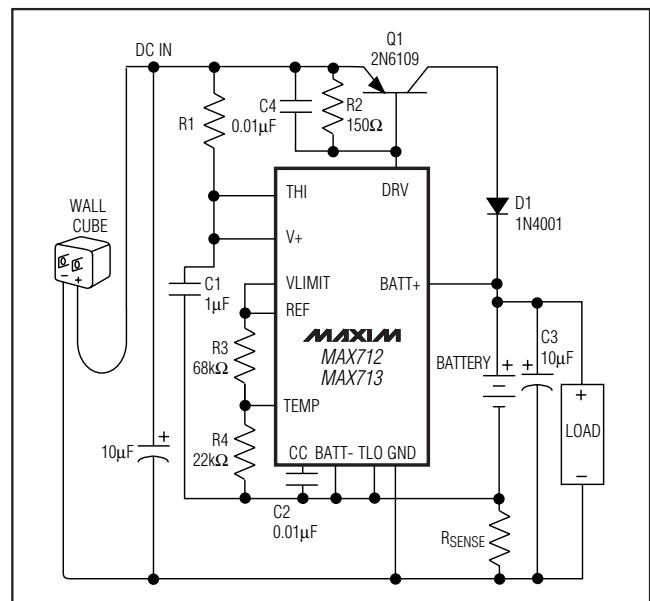 Q1
2N6109
DC IN
C4
0.01µF
R2
150Ω
R1
THI
DRV
WALL
CUBE
D1
1N4001
V+
C1
1µF
VLIMIT
BATT+
REF
MAXIM
MAX712
MAX713
R3
68kΩ
C3
10µF
BATTERY
TEMP
LOAD
R4
22kΩ
10µF
CC BATT- TLO GND
C2
0.01µF
RSENSE